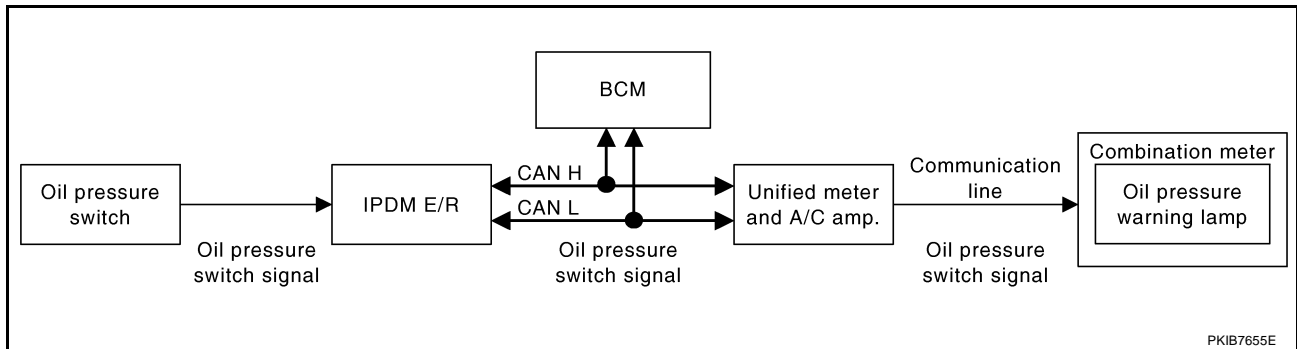 BCM
Oil pressure
switch
Oil pressure
switch signal
IPDM E/R
CAN H
CAN L
Oil pressure
switch signal
Unified meter
and A/C amp.
Communication
line
Oil pressure
switch signal
Combination meter
Oil pressure
warning lamp
PKIB7655E